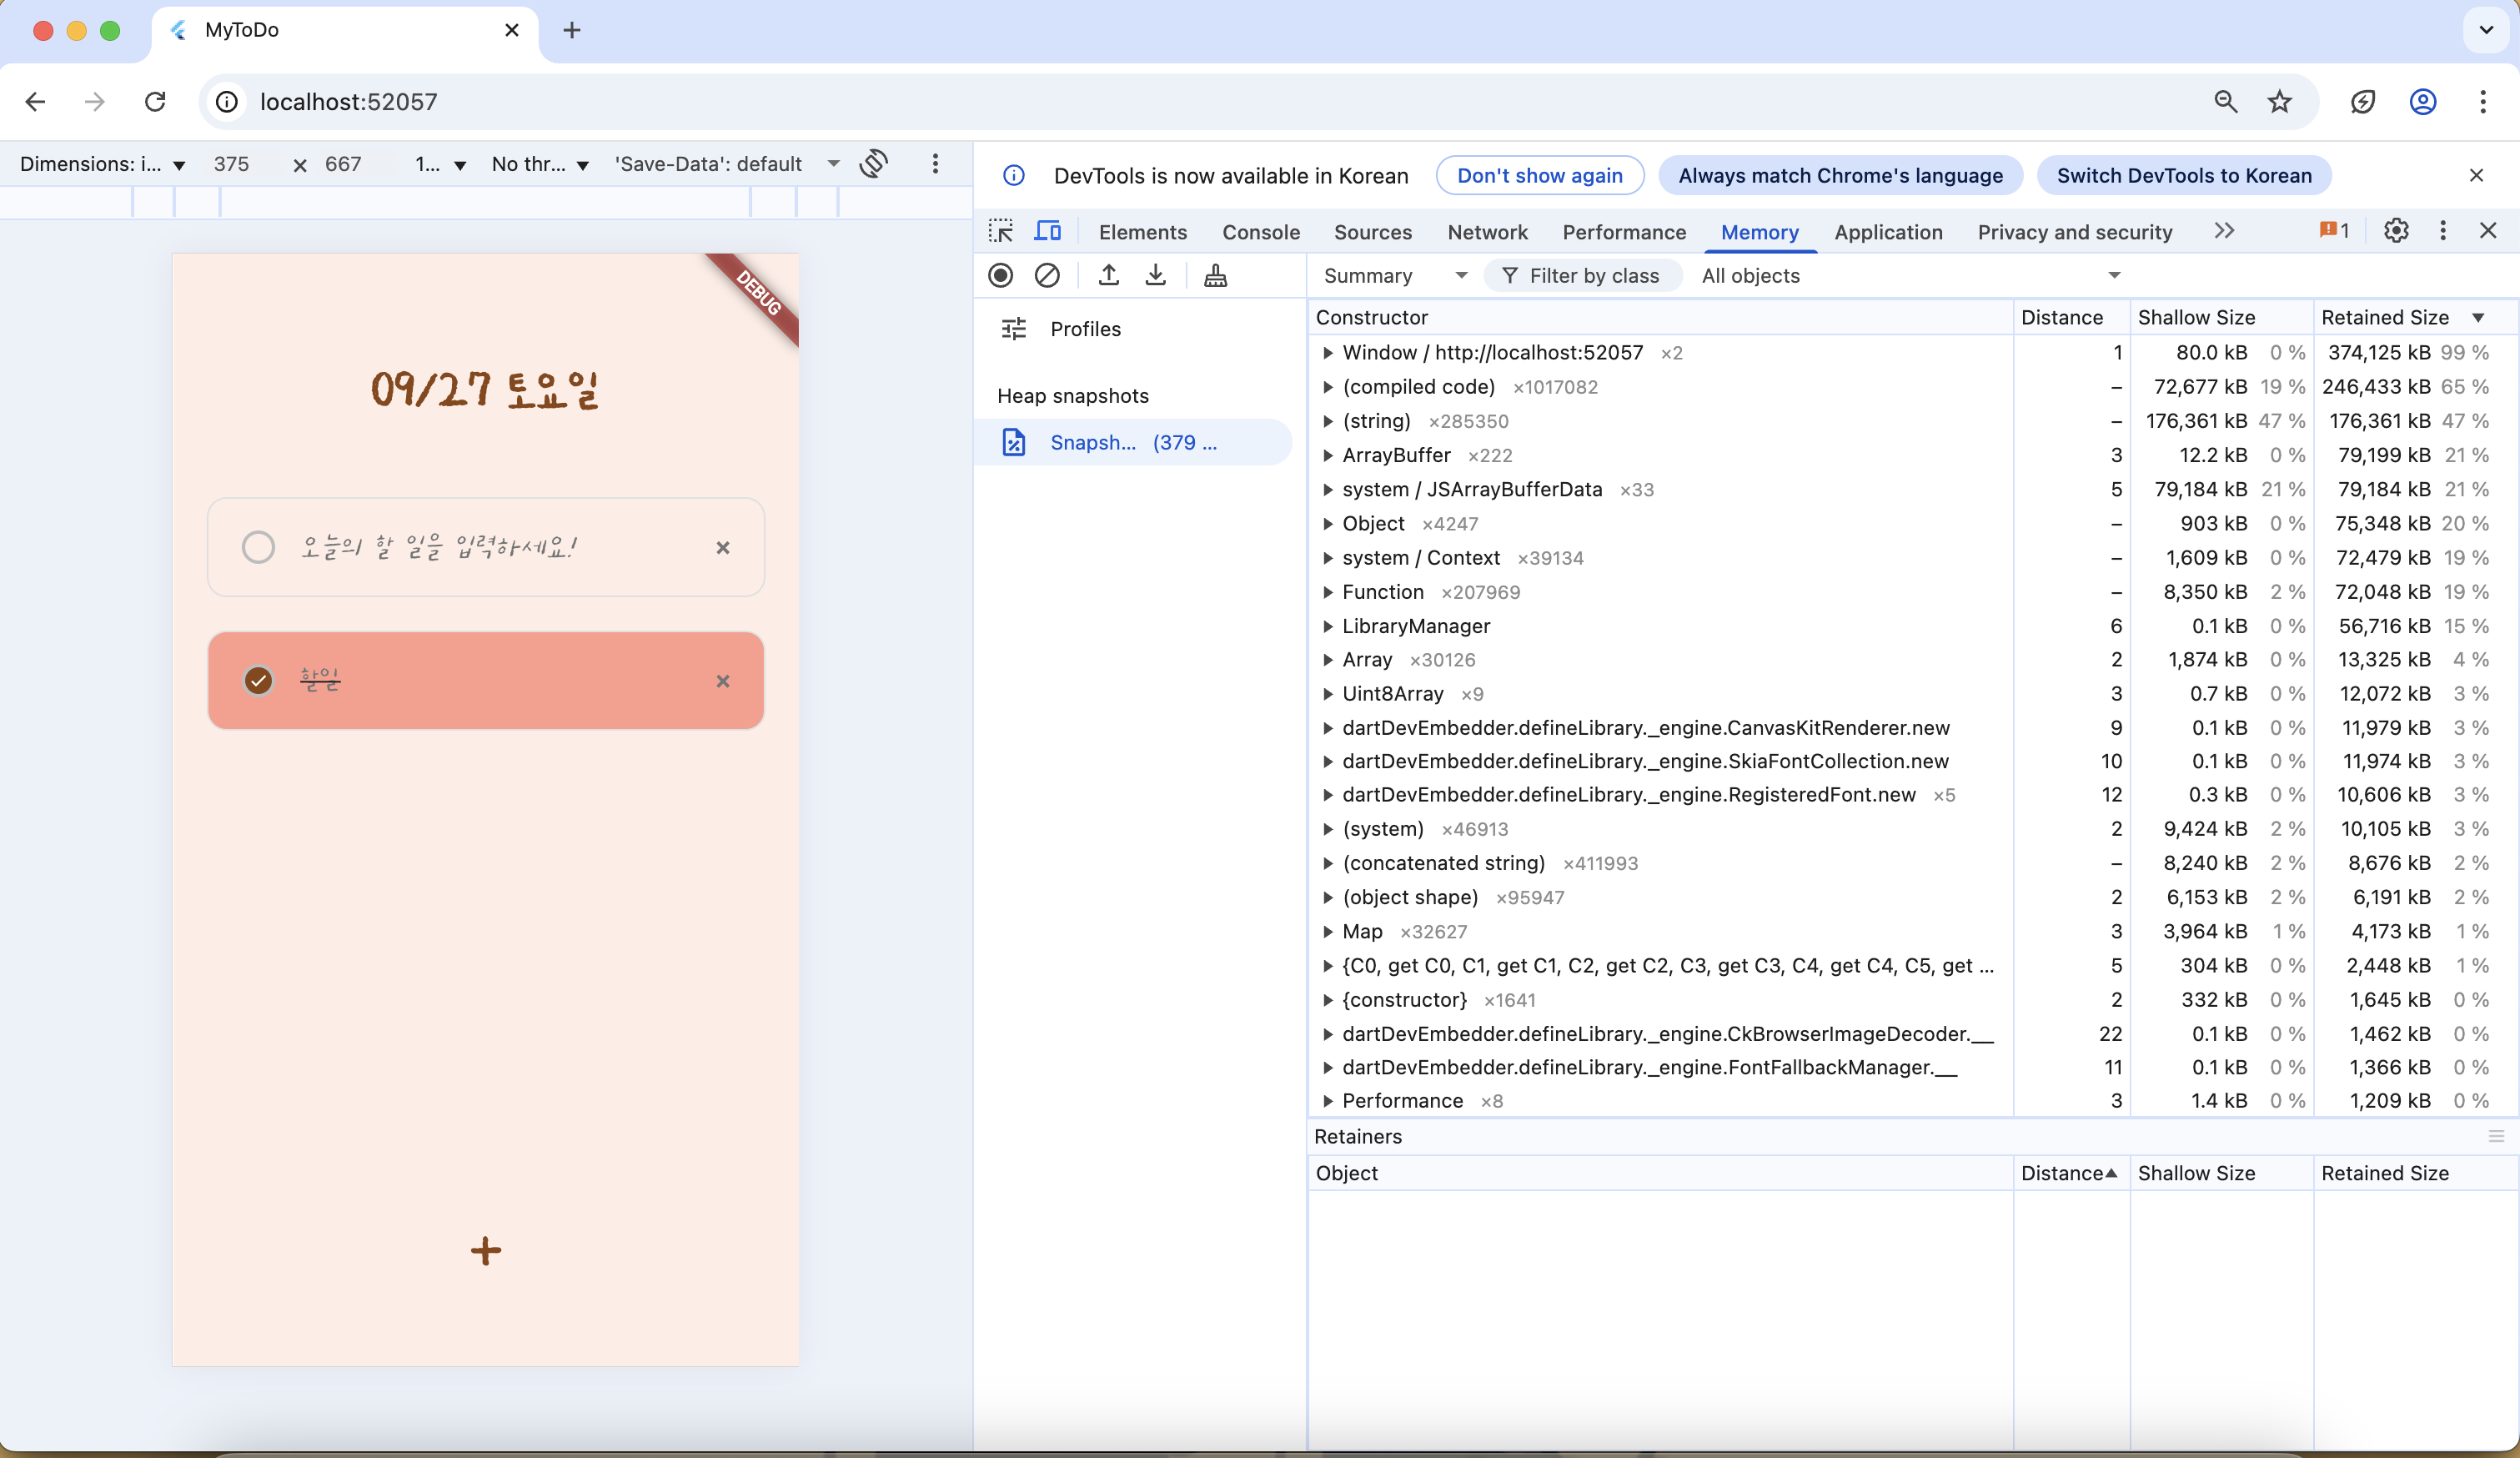 MyToDo
localhost:52057
Dimensions: i... 375 × 667 1... No thr... 'Save-Data': default
DevTools is now available in Korean Don't show again Always match Chrome's language Switch DevTools to Korean
Elements Console Sources Network Performance Memory Application Privacy and security 1
Summary Filter by class All objects
Profiles
Heap snapshots
Snapsh... (379 ...
DEBUG
09/27 토요일
오늘의 할 일을 입력하세요!
할일
Constructor Distance Shallow Size Retained Size
Window / http://localhost:52057 ×2 1 80.0 kB 0 % 374,125 kB 99 %
(compiled code) ×1017082 – 72,677 kB 19 % 246,433 kB 65 %
(string) ×285350 – 176,361 kB 47 % 176,361 kB 47 %
ArrayBuffer ×222 3 12.2 kB 0 % 79,199 kB 21 %
system / JSArrayBufferData ×33 5 79,184 kB 21 % 79,184 kB 21 %
Object ×4247 – 903 kB 0 % 75,348 kB 20 %
system / Context ×39134 – 1,609 kB 0 % 72,479 kB 19 %
Function ×207969 – 8,350 kB 2 % 72,048 kB 19 %
LibraryManager 6 0.1 kB 0 % 56,716 kB 15 %
Array ×30126 2 1,874 kB 0 % 13,325 kB 4 %
Uint8Array ×9 3 0.7 kB 0 % 12,072 kB 3 %
dartDevEmbedder.defineLibrary._engine.CanvasKitRenderer.new 9 0.1 kB 0 % 11,979 kB 3 %
dartDevEmbedder.defineLibrary._engine.SkiaFontCollection.new 10 0.1 kB 0 % 11,974 kB 3 %
dartDevEmbedder.defineLibrary._engine.RegisteredFont.new ×5 12 0.3 kB 0 % 10,606 kB 3 %
(system) ×46913 2 9,424 kB 2 % 10,105 kB 3 %
(concatenated string) ×411993 – 8,240 kB 2 % 8,676 kB 2 %
(object shape) ×95947 2 6,153 kB 2 % 6,191 kB 2 %
Map ×32627 3 3,964 kB 1 % 4,173 kB 1 %
{C0, get C0, C1, get C1, C2, get C2, C3, get C3, C4, get C4, C5, get ... 5 304 kB 0 % 2,448 kB 1 %
{constructor} ×1641 2 332 kB 0 % 1,645 kB 0 %
dartDevEmbedder.defineLibrary._engine.CkBrowserImageDecoder.__ 22 0.1 kB 0 % 1,462 kB 0 %
dartDevEmbedder.defineLibrary._engine.FontFallbackManager.__ 11 0.1 kB 0 % 1,366 kB 0 %
Performance ×8 3 1.4 kB 0 % 1,209 kB 0 %
Retainers
Object Distance Shallow Size Retained Size